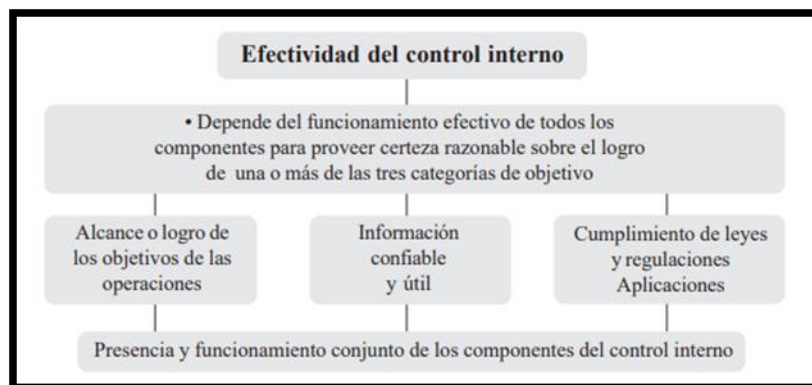 Efectividad del control interno
• Depende del funcionamiento efectivo de todos los
componentes para proveer certeza razonable sobre el logro
de una o más de las tres categorías de objetivo
Alcance o logro de
los objetivos de las
operaciones
Información
confiable
y útil
Cumplimiento de leyes
y regulaciones
Aplicaciones
Presencia y funcionamiento conjunto de los componentes del control interno